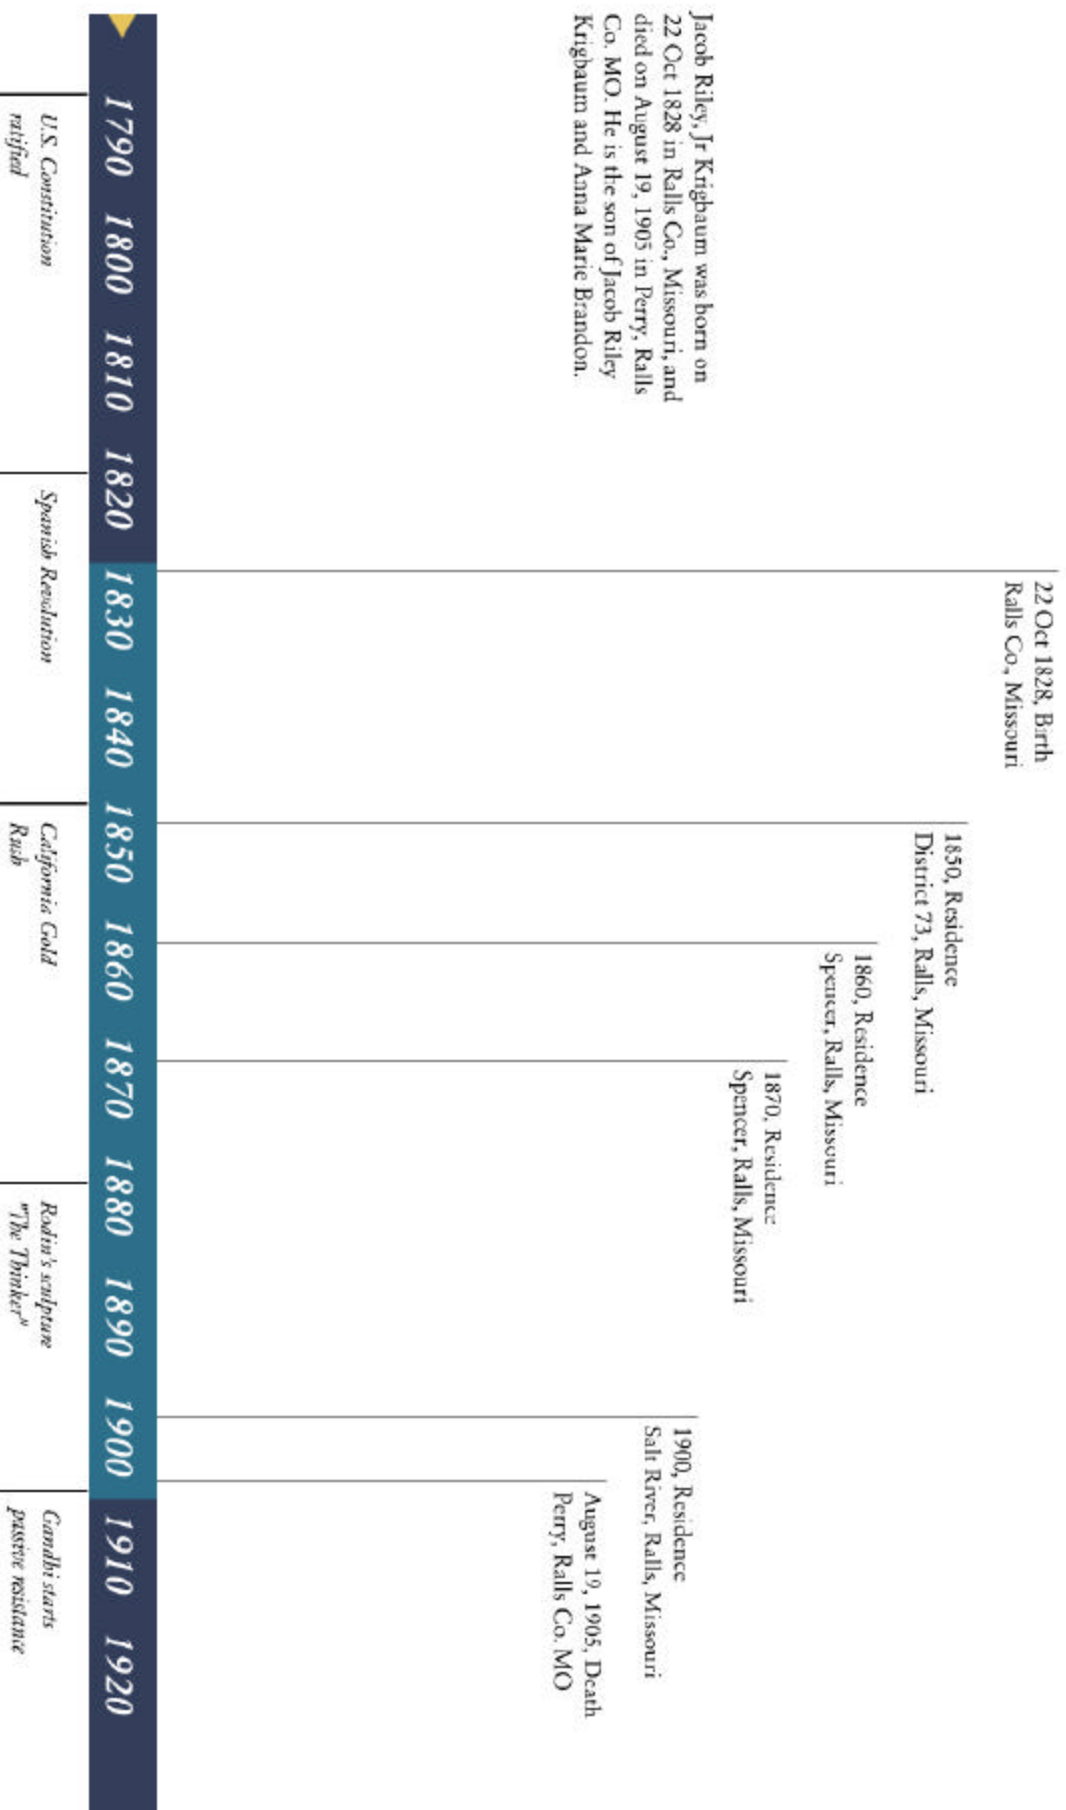 Jacob Riley, Jr Krigbaum was born on
22 Oct 1828 in Ralls Co., Missouri, and
died on August 19, 1905 in Perry, Ralls
Co. MO. He is the son of Jacob Riley
Krigbaum and Anna Marie Brandon.
22 Oct 1828, Birth
Ralls Co., Missouri
1850, Residence
District 73, Ralls, Missouri
1860, Residence
Spencer, Ralls, Missouri
1870, Residence
Spencer, Ralls, Missouri
1900, Residence
Salt River, Ralls, Missouri
August 19, 1905, Death
Perry, Ralls Co. MO
1790 1800 1810 1820 1830 1840 1850 1860 1870 1880 1890 1900 1910 1920
U.S. Constitution
ratified
Spanish Revolution
California Gold
Rush
Rodin's sculpture
"The Thinker"
Gandhi starts
passive resistance